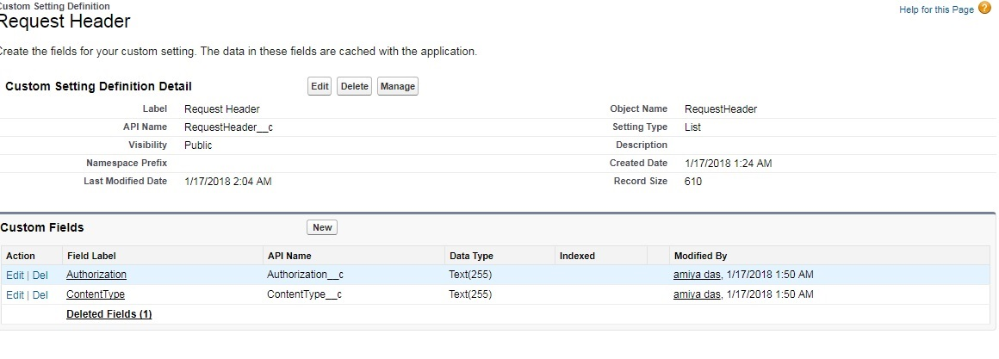 Custom Setting Definition
Request Header
Help for this Page ?
Create the fields for your custom setting. The data in these fields are cached with the application.
Custom Setting Definition Detail Edit Delete Manage
Label Request Header Object Name RequestHeader
API Name RequestHeader__c Setting Type List
Visibility Public Description
Namespace Prefix Created Date 1/17/2018 1:24 AM
Last Modified Date 1/17/2018 2:04 AM Record Size 610
Custom Fields New
Action Field Label API Name Data Type Indexed Modified By
Edit | Del Authorization Authorization__c Text(255) amiya das, 1/17/2018 1:50 AM
Edit | Del ContentType ContentType__c Text(255) amiya das, 1/17/2018 1:50 AM
Deleted Fields (1)